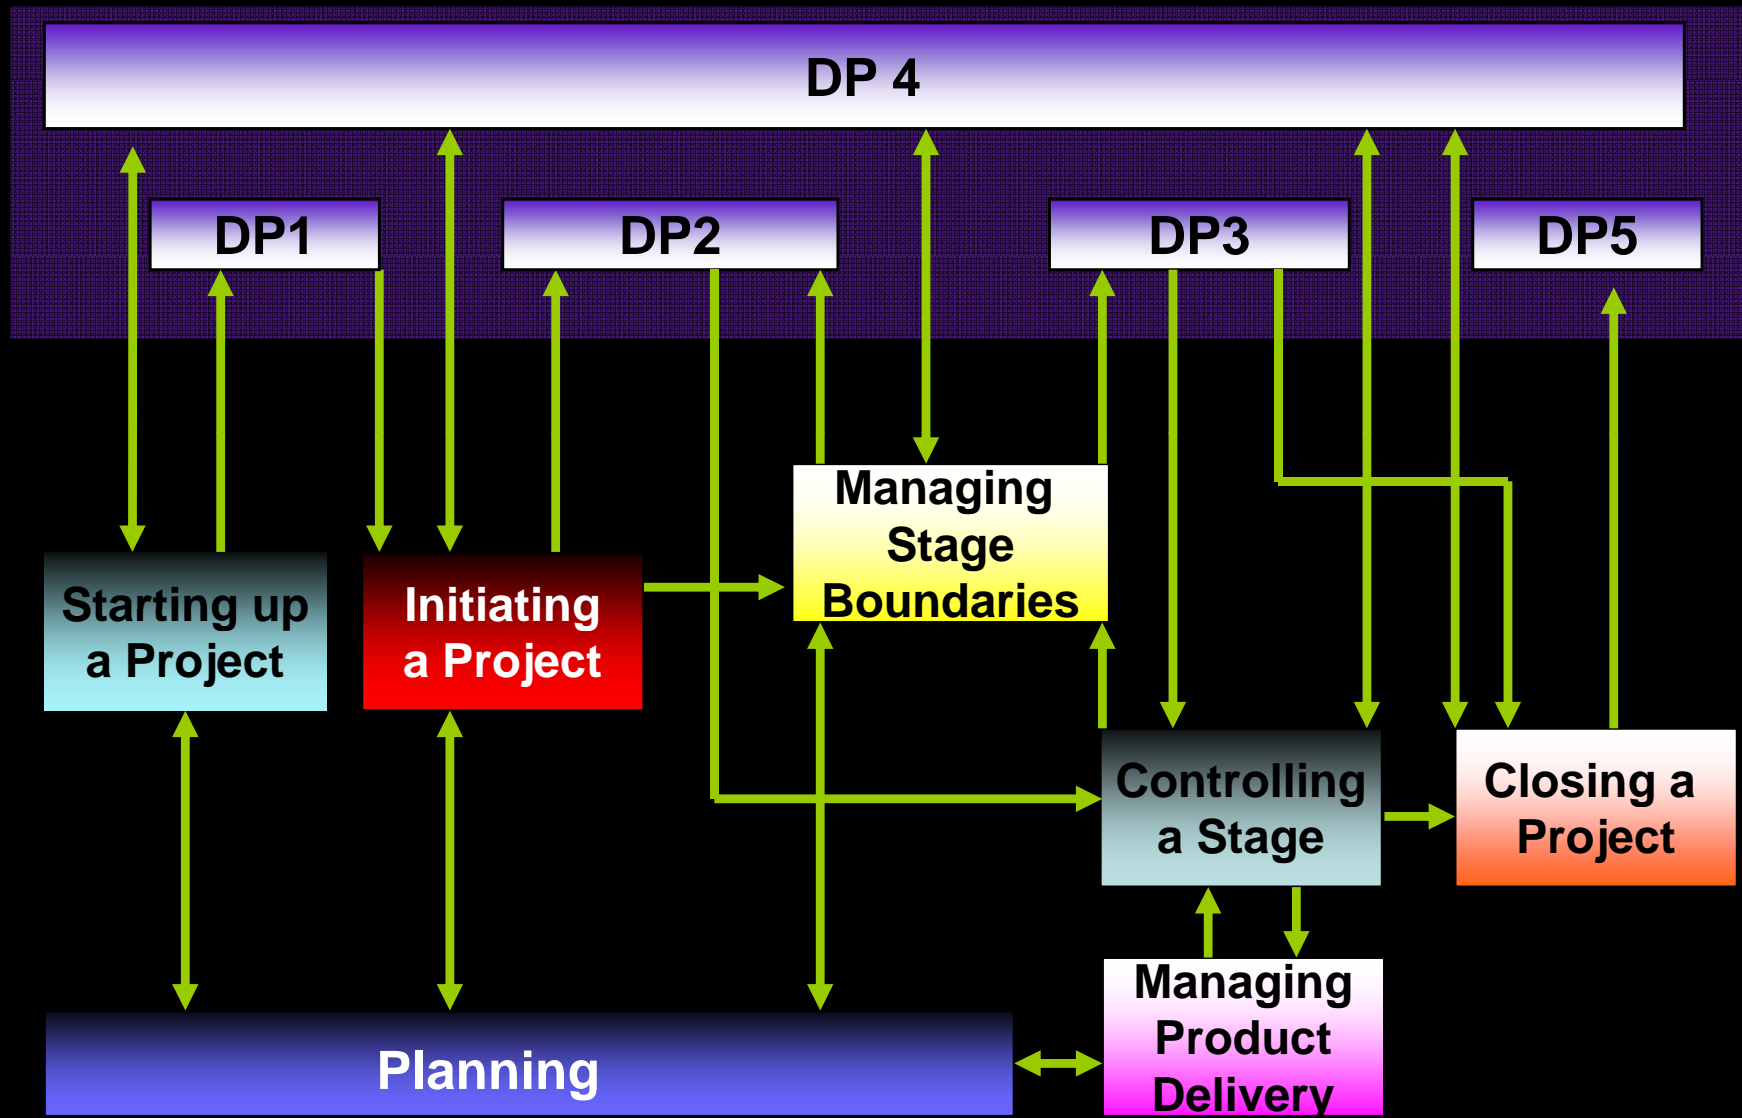 DP 4
DP1
DP2
DP3
DP5
Managing
Stage
Boundaries
Starting up
a Project
Initiating
a Project
Controlling
a Stage
Closing a
Project
Managing
Product
Delivery
Planning